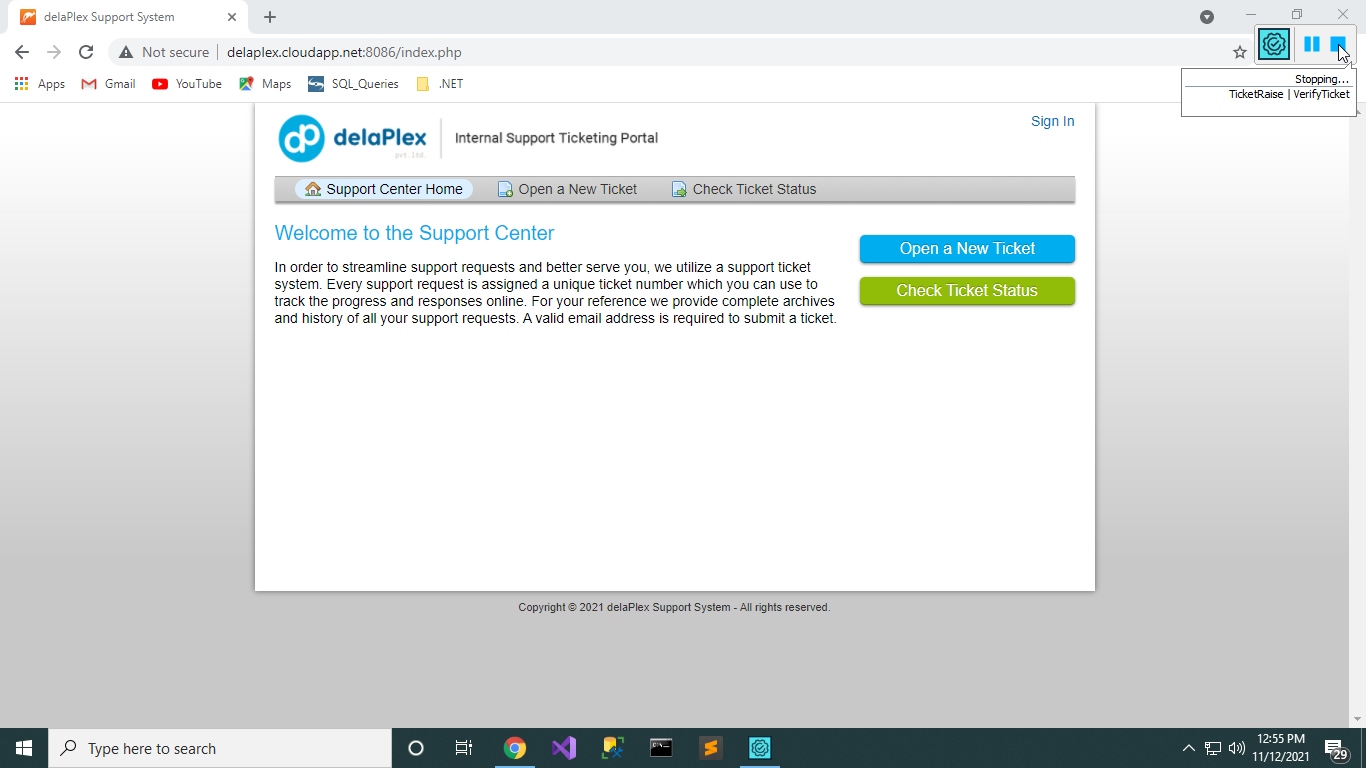 delaPlex Support System
Not secure
delaplex.cloudapp.net:8086/index.php
Apps
Gmail
YouTube
Maps
SQL_Queries
.NET
Stopping...
TicketRaise | VerifyTicket
dp
delaPlex
pvt.ltd.
Internal Support Ticketing Portal
Sign In
Support Center Home
Open a New Ticket
Check Ticket Status
Welcome to the Support Center
In order to streamline support requests and better serve you, we utilize a support ticket
system. Every support request is assigned a unique ticket number which you can use to
track the progress and responses online. For your reference we provide complete archives
and history of all your support requests. A valid email address is required to submit a ticket.
Open a New Ticket
Check Ticket Status
Copyright © 2021 delaPlex Support System - All rights reserved.
Type here to search
12:55 PM
11/12/2021
29